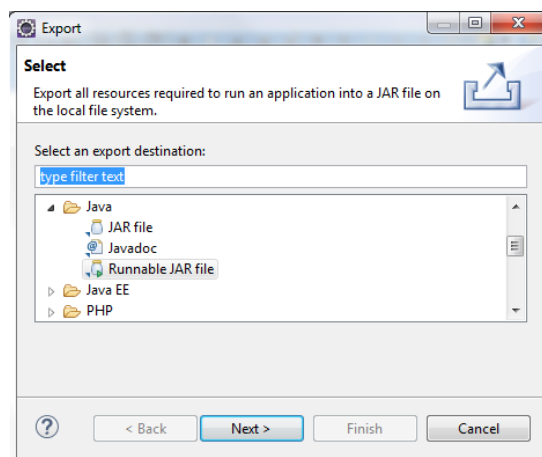 Export
Select
Export all resources required to run an application into a JAR file on
the local file system.
Select an export destination:
type filter text
Java
JAR file
Javadoc
Runnable JAR file
Java EE
PHP
< Back Next > Finish Cancel